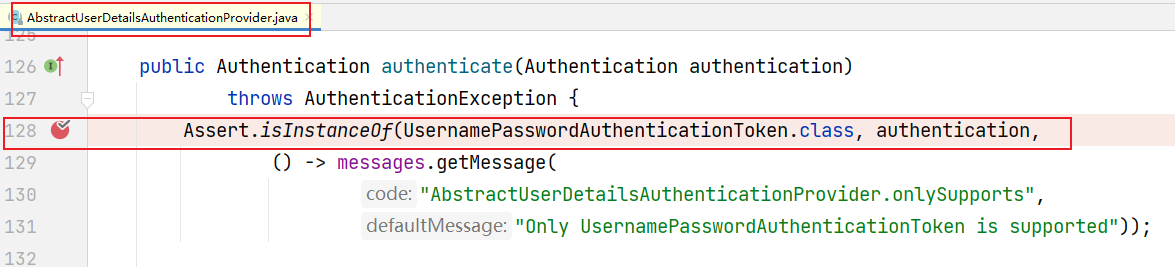 AbstractUserDetailsAuthenticationProvider.java ×
125
126 public Authentication authenticate(Authentication authentication)
127 throws AuthenticationException {
128 Assert.isInstanceOf(UsernamePasswordAuthenticationToken.class, authentication,
129 () -> messages.getMessage(
130 code: "AbstractUserDetailsAuthenticationProvider.onlySupports",
131 defaultMessage: "Only UsernamePasswordAuthenticationToken is supported"));
132